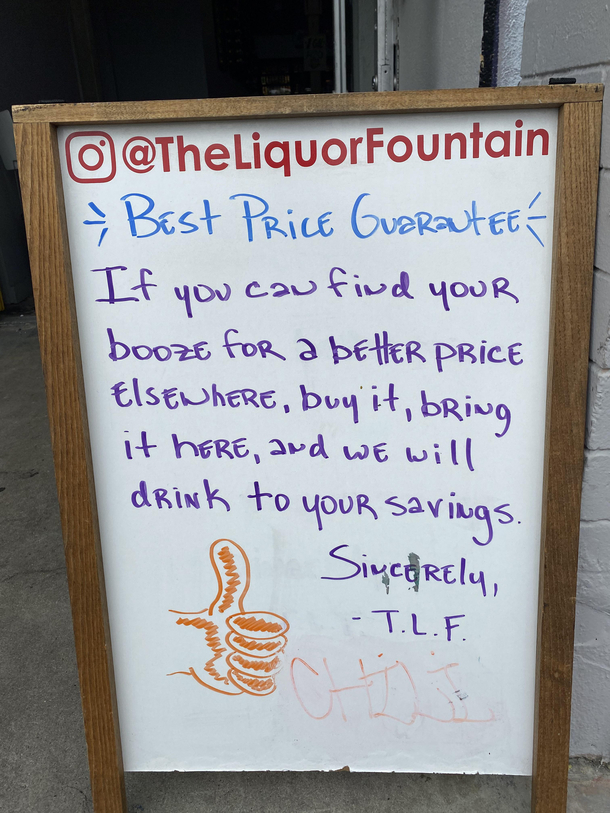 @TheLiquorFountain
Best Price Guarantee
If you can find your
booze for a better price
elsewhere, buy it, bring
it here, and we will
drink to your savings.
Sincerely,
- T.L.F.